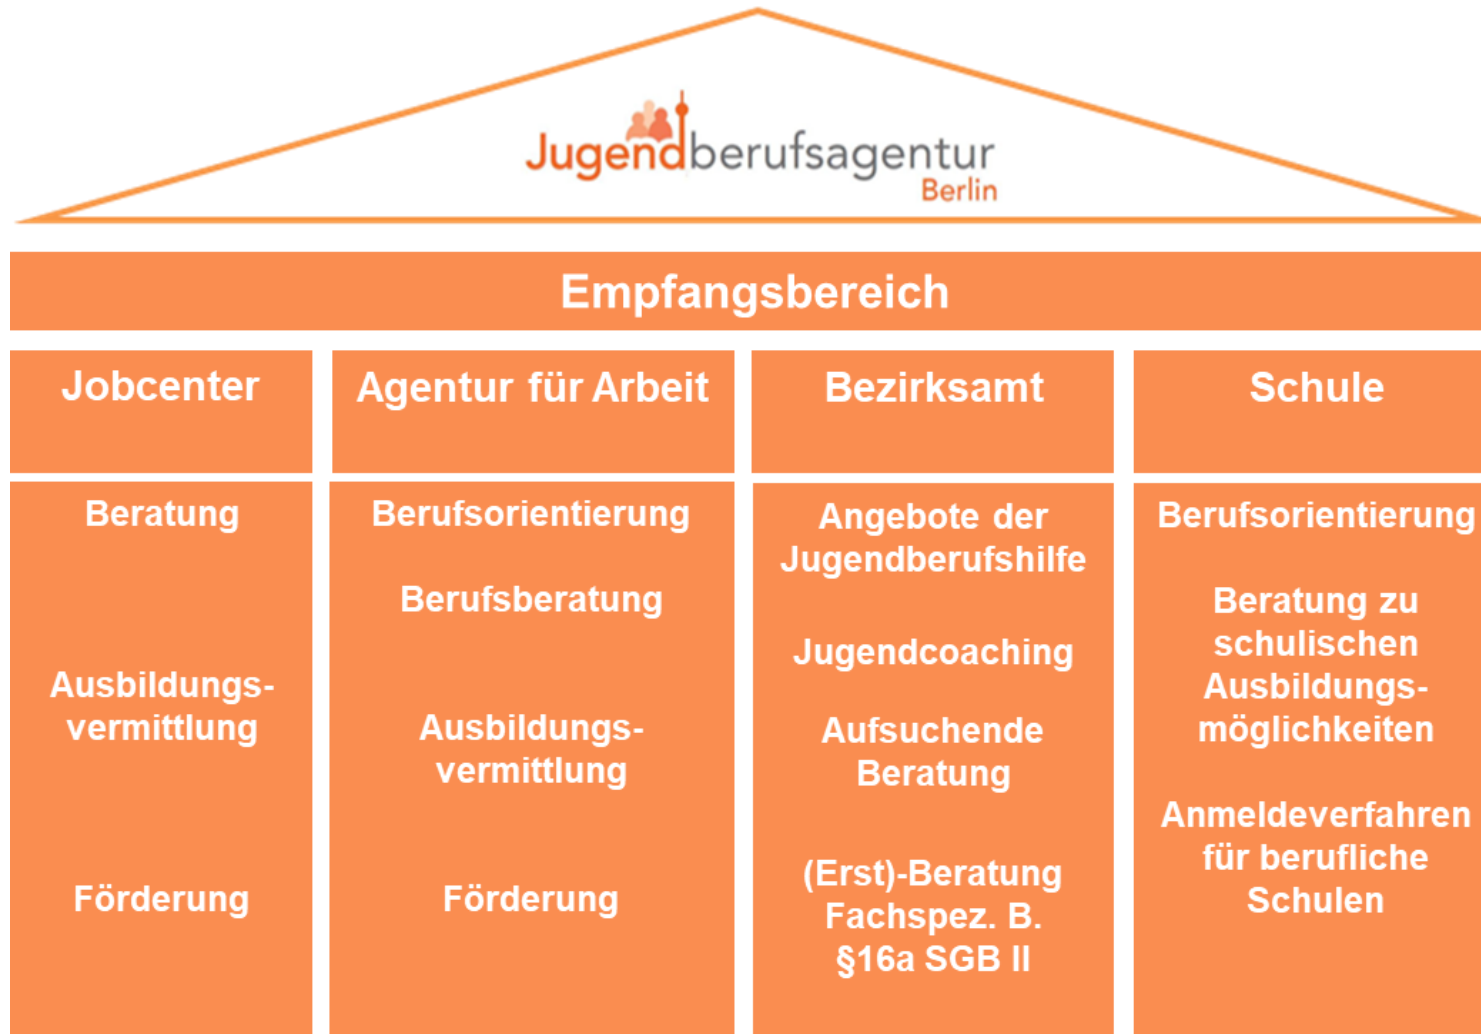 Jugendberufsagentur
Berlin
Empfangsbereich
Jobcenter
Beratung
Ausbildungs-
vermittlung
Förderung
Agentur für Arbeit
Berufsorientierung
Berufsberatung
Ausbildungs-
vermittlung
Förderung
Bezirksamt
Angebote der
Jugendberufshilfe
Jugendcoaching
Aufsuchende
Beratung
(Erst)-Beratung
Fachspez. B.
§16a SGB II
Schule
Berufsorientierung
Beratung zu
schulischen
Ausbildungs-
möglichkeiten
Anmeldeverfahren
für berufliche
Schulen